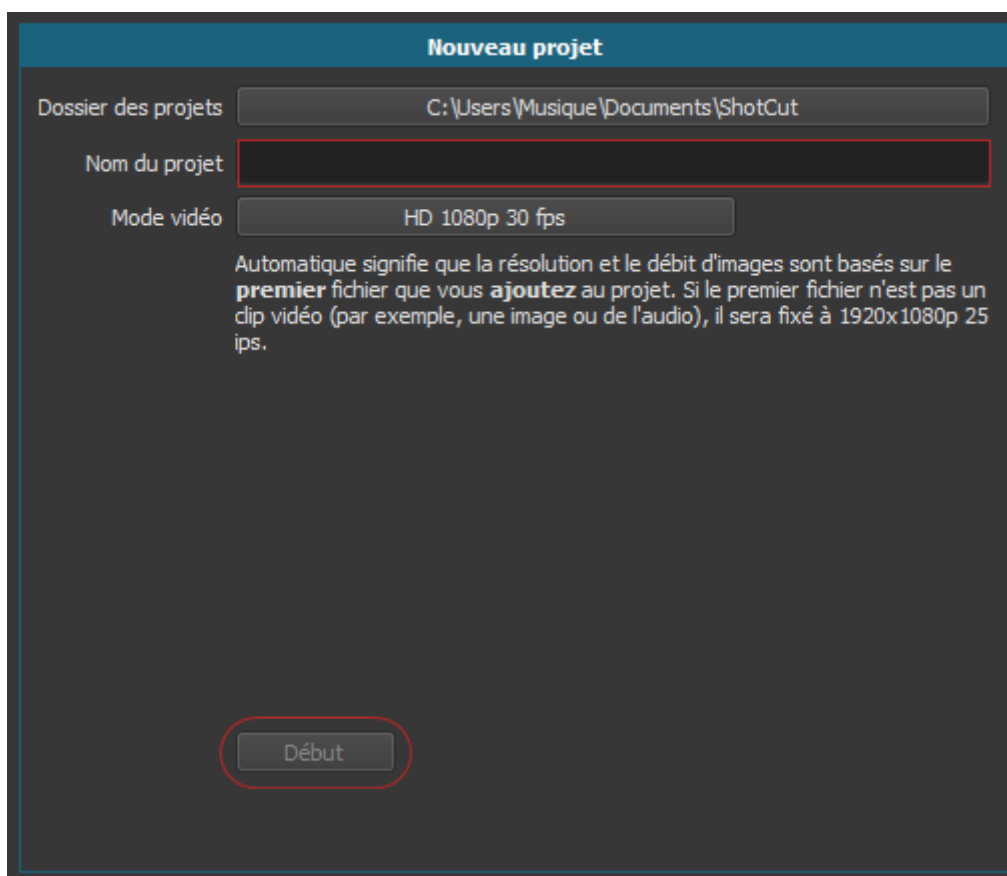 Nouveau projet
Dossier des projets C:\Users\Musique\Documents\ShotCut
Nom du projet
Mode vidéo HD 1080p 30 fps
Automatique signifie que la résolution et le débit d'images sont basés sur le
premier fichier que vous ajoutez au projet. Si le premier fichier n'est pas un
clip vidéo (par exemple, une image ou de l'audio), il sera fixé à 1920x1080p 25
ips.
Début